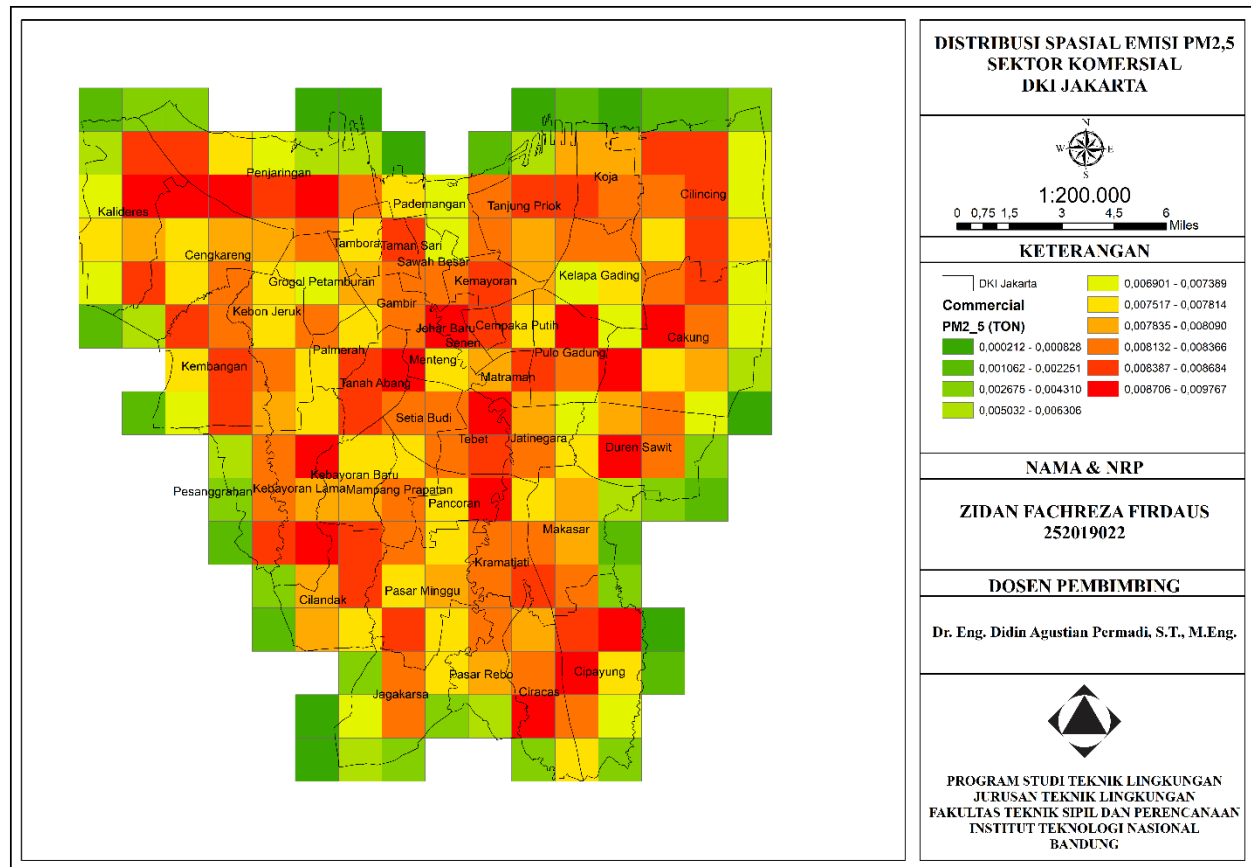 DISTRIBUSI SPASIAL EMISI PM2,5
SEKTOR KOMERSIAL
DKI JAKARTA
N
W E
S
1:200.000
0 0,75 1,5 3 4,5 6
Miles
KETERANGAN
DKI Jakarta
Commercial
PM2_5 (TON)
0,000212 - 0,000828
0,001062 - 0,002251
0,002675 - 0,004310
0,005032 - 0,006306
0,006901 - 0,007389
0,007517 - 0,007814
0,007835 - 0,008090
0,008132 - 0,008366
0,008387 - 0,008684
0,008706 - 0,009767
NAMA & NRP
ZIDAN FACHREZA FIRDAUS
252019022
DOSEN PEMBIMBING
Dr. Eng. Didin Agustian Permadi, S.T., M.Eng.
PROGRAM STUDI TEKNIK LINGKUNGAN
JURUSAN TEKNIK LINGKUNGAN
FAKULTAS TEKNIK SIPIL DAN PERENCANAAN
INSTITUT TEKNOLOGI NASIONAL
BANDUNG
Penjaringan
Koja
Cilincing
Kalideres
Pademangan
Tanjung Priok
Tambora
Taman Sari
Cengkareng
Sawah Besar
Kelapa Gading
Grogol Petamburan
Kemayoran
Gambir
Kebon Jeruk
Johar Baru
Cempaka Putih
Cakung
Senen
Palmerah
Menteng
Pulo Gadung
Kembangan
Tanah Abang
Matraman
Setia Budi
Tebet
Jatinegara
Duren Sawit
Kebayoran Baru
Pesanggrahan
Kebayoran Lama
Mampang Prapatan
Pancoran
Makasar
Kramatjati
Cilandak
Pasar Minggu
Pasar Rebo
Cipayung
Jagakarsa
Ciracas